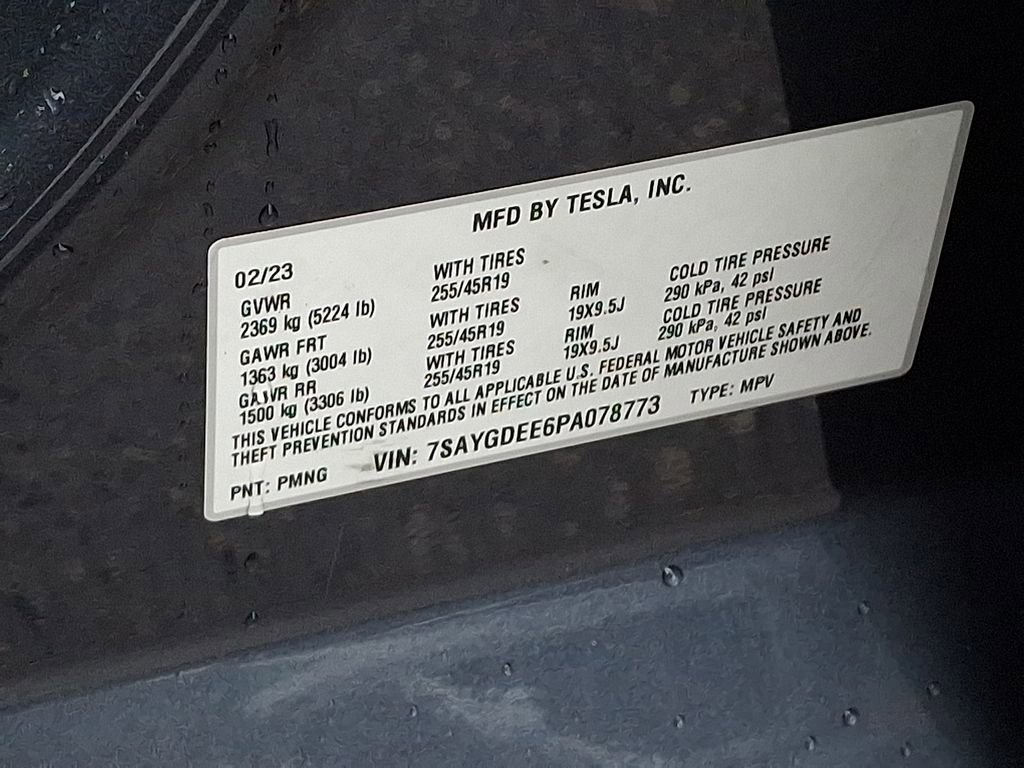 MFD BY TESLA, INC.
02/23
GVWR WITH TIRES
2369 kg (5224 lb) 255/45R19 RIM COLD TIRE PRESSURE
GAWR FRT WITH TIRES 19X9.5J 290 kPa, 42 psi
1363 kg (3004 lb) 255/45R19 RIM COLD TIRE PRESSURE
GAWR RR WITH TIRES 19X9.5J 290 kPa, 42 psi
1500 kg (3306 lb) 255/45R19
THIS VEHICLE CONFORMS TO ALL APPLICABLE U.S. FEDERAL MOTOR VEHICLE SAFETY AND
THEFT PREVENTION STANDARDS IN EFFECT ON THE DATE OF MANUFACTURE SHOWN ABOVE.
PNT: PMNG VIN: 7SAYGDEE6PA078773 TYPE: MPV